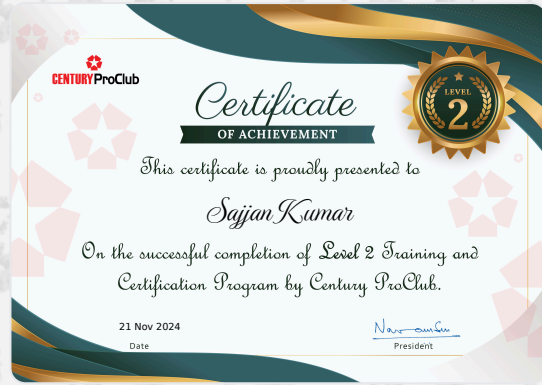 CENTURY ProClub
Certificate
OF ACHIEVEMENT
LEVEL
2
This certificate is proudly presented to
Sajjan Kumar
On the successful completion of Level 2 Training and
Certification Program by Century ProClub.
21 Nov 2024
Date
President